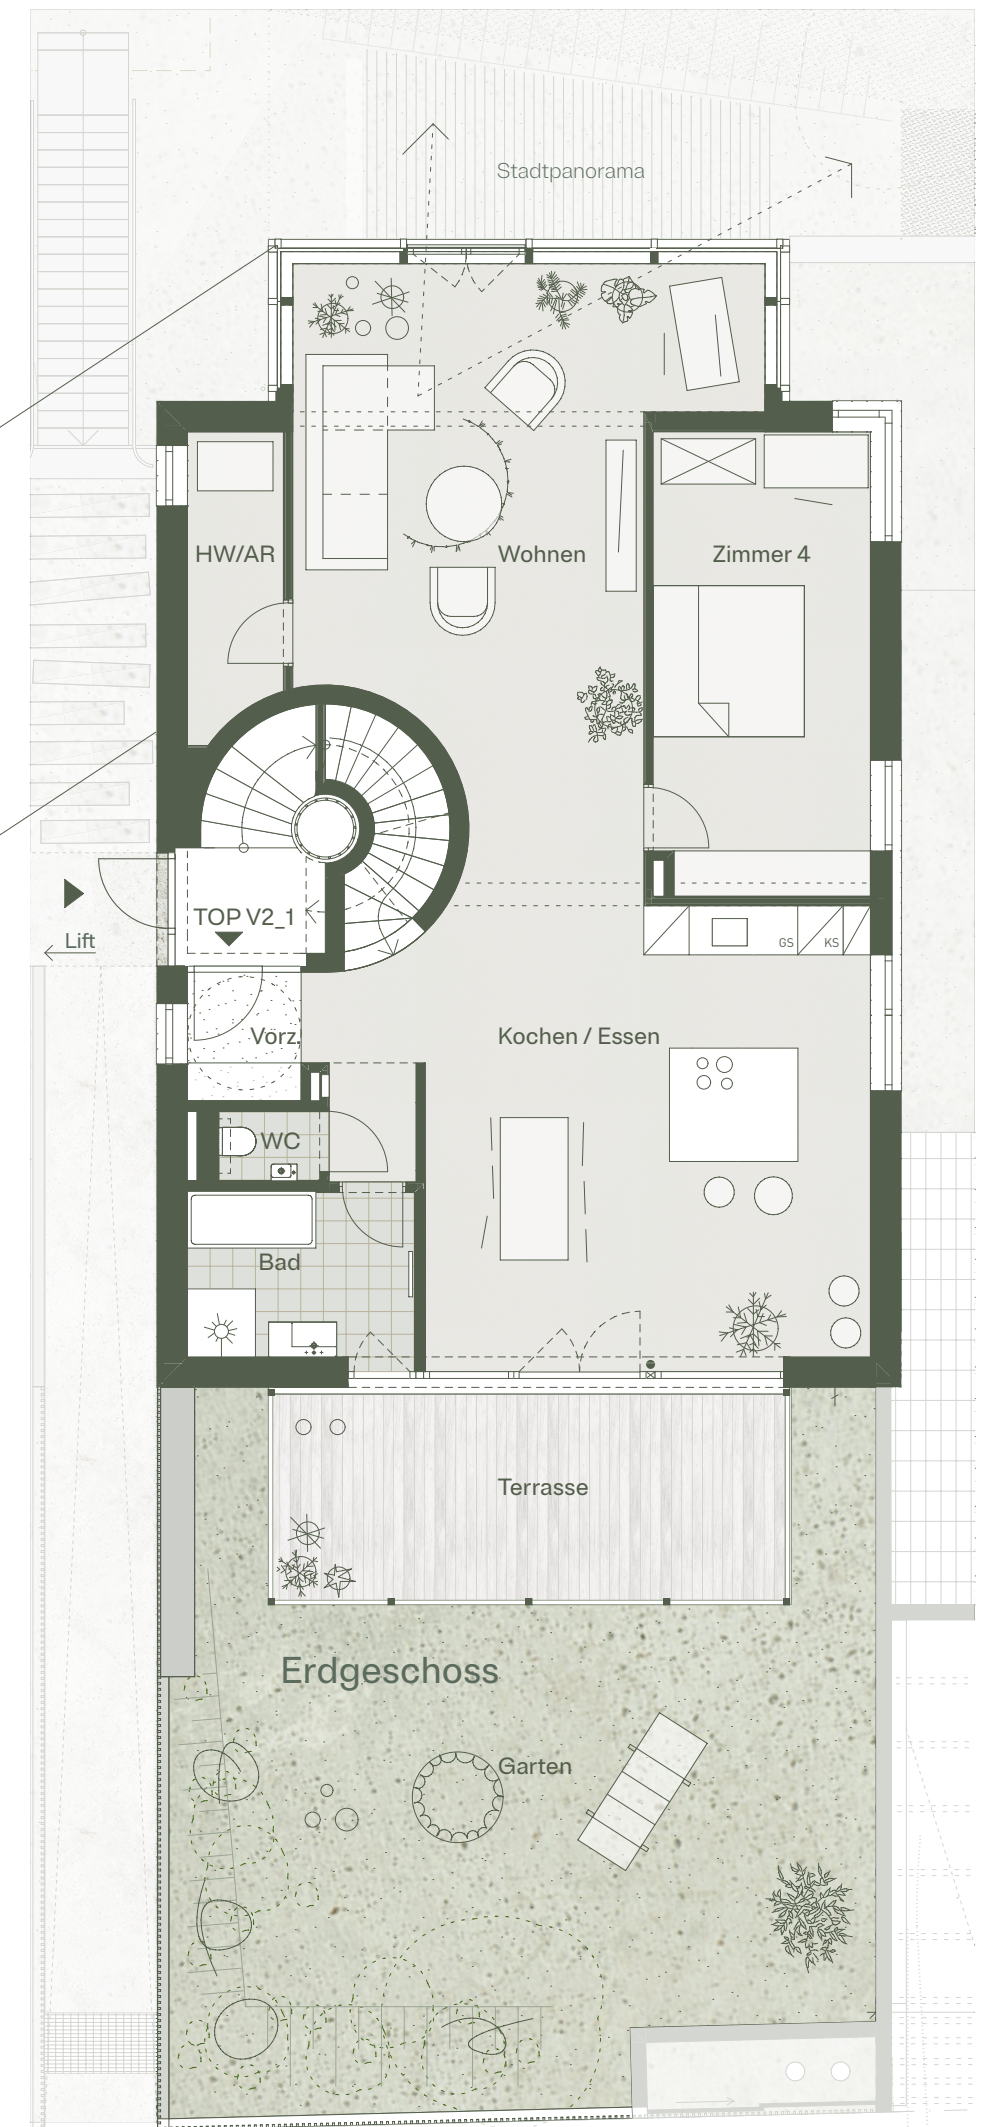 Stadtpanorama
HW/AR
Wohnen
Zimmer 4
TOP V2_1
Lift
GS
KS
Vorz.
Kochen / Essen
WC
Bad
Terrasse
Erdgeschoss
Garten